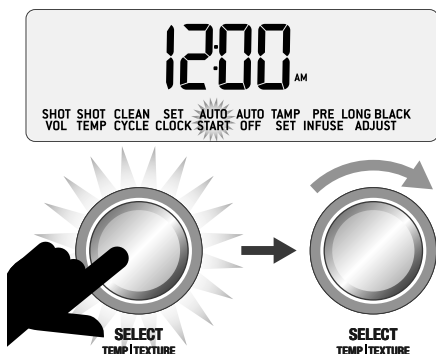 12:00 AM
SHOT SHOT CLEAN SET AUTO AUTO TAMP PRE LONG BLACK
VOL TEMP CYCLE CLOCK START OFF SET INFUSE ADJUST
SELECT SELECT
TEMP|TEXTURE TEMP|TEXTURE